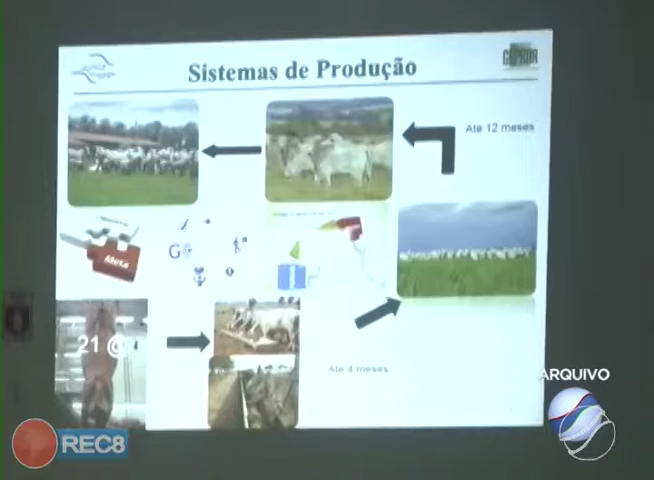 Sistemas de Produção
Até 12 meses
Meta
G
21 @
Até 4 meses
ARQUIVO
REC8